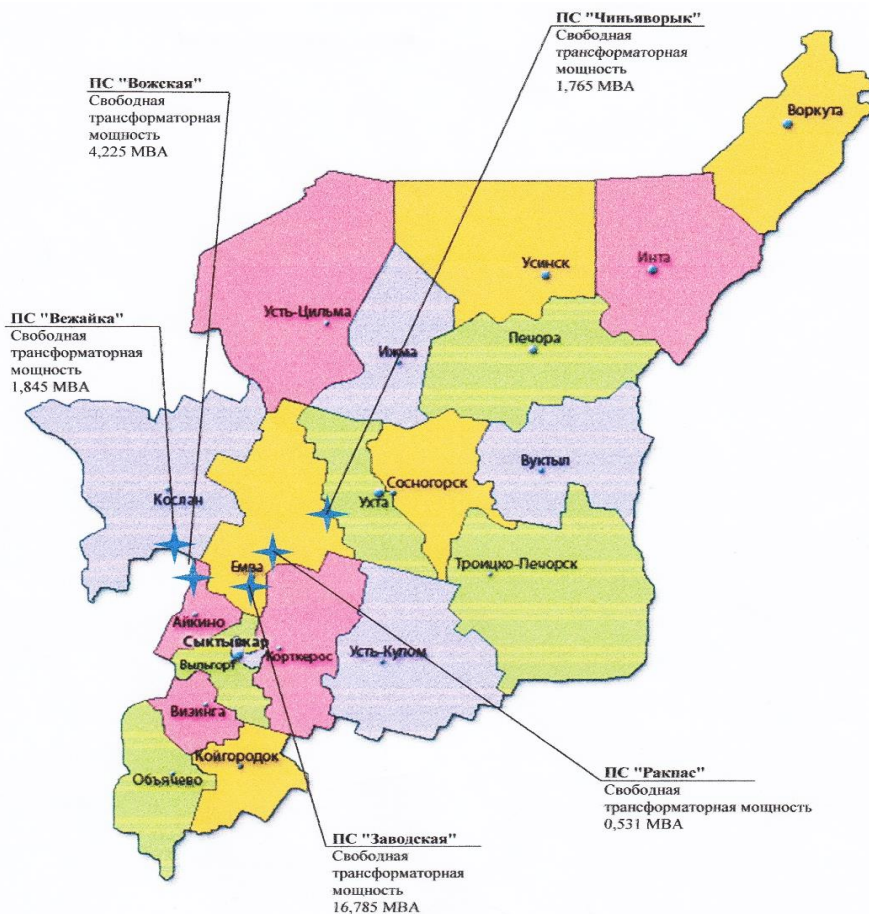 ПС "Чиньяворык"
Свободная
трансформаторная
мощность
1,765 МВА
ПС "Вожская"
Свободная
трансформаторная
мощность
4,225 МВА
Воркута
Усинск
Инта
Усть-Цильма
Ижма
Печора
ПС "Вежайка"
Свободная
трансформаторная
мощность
1,845 МВА
Вуктыл
Сосногорск
Кослан
Ухта
Троицко-Печорск
Емва
Айкино
Сыктывкар
Выльгорт
Корткерос
Усть-Кулом
Визинга
Койгородок
Объячево
ПС "Ракпас"
Свободная
трансформаторная мощность
0,531 МВА
ПС "Заводская"
Свободная
трансформаторная
мощность
16,785 МВА